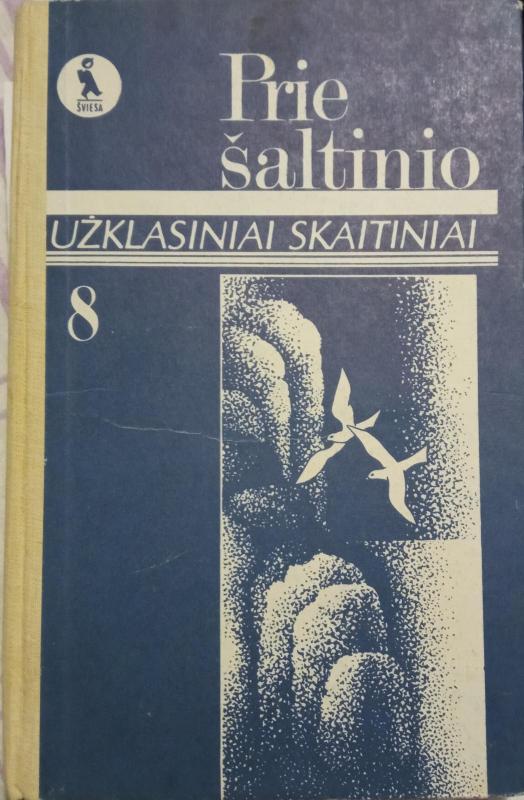 ŠVIESA
Prie
šaltinio
UŽKLASINIAI SKAITINIAI
8